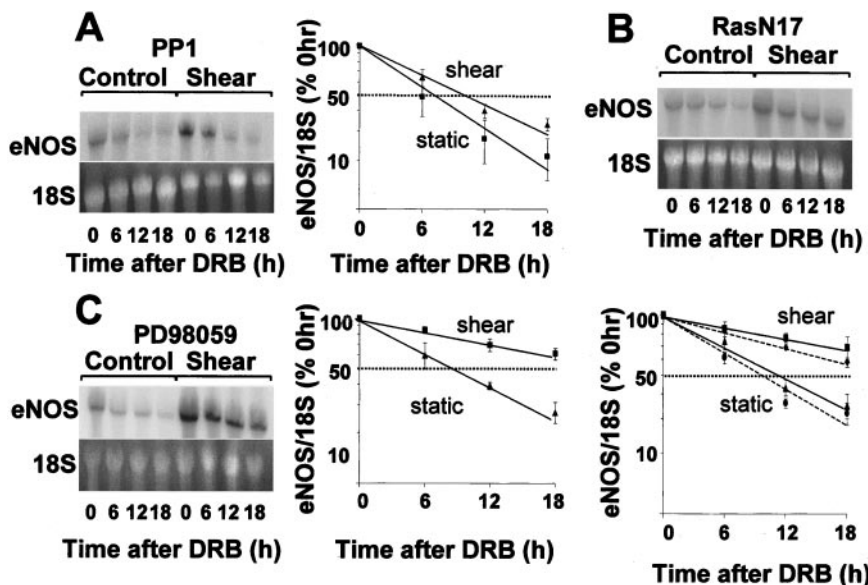 A
PP1
Control Shear
eNOS
18S
0 6 12 18 0 6 12 18
Time after DRB (h)
eNOS/18S (% 0hr)
100
50
10
shear
static
0 6 12 18
Time after DRB (h)
B
RasN17
Control Shear
eNOS
18S
0 6 12 18 0 6 12 18
Time after DRB (h)
C
PD98059
Control Shear
eNOS
18S
0 6 12 18 0 6 12 18
Time after DRB (h)
eNOS/18S (% 0hr)
100
50
10
shear
static
0 6 12 18
Time after DRB (h)
eNOS/18S (% 0hr)
100
50
10
shear
static
0 6 12 18
Time after DRB (h)